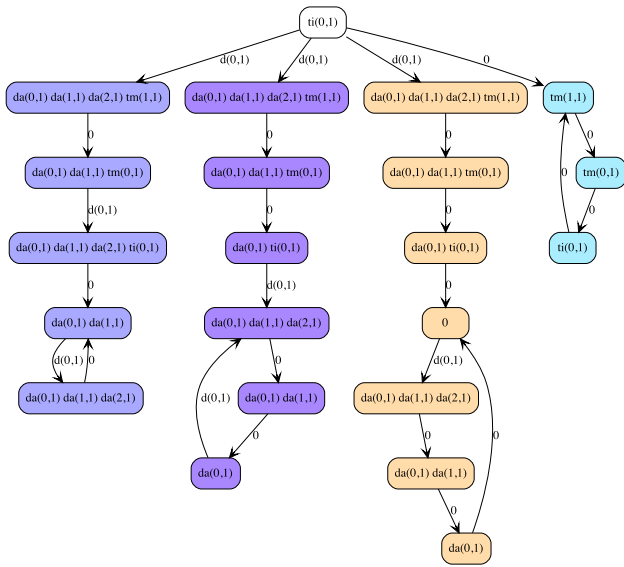 ti(0,1)
d(0,1)
d(0,1)
d(0,1)
0
da(0,1) da(1,1) da(2,1) tm(1,1)
da(0,1) da(1,1) da(2,1) tm(1,1)
da(0,1) da(1,1) da(2,1) tm(1,1)
tm(1,1)
0
0
0
0
da(0,1) da(1,1) tm(0,1)
da(0,1) da(1,1) tm(0,1)
da(0,1) da(1,1) tm(0,1)
0
tm(0,1)
d(0,1)
0
0
0
da(0,1) da(1,1) da(2,1) ti(0,1)
da(0,1) ti(0,1)
da(0,1) ti(0,1)
ti(0,1)
0
d(0,1)
0
da(0,1) da(1,1)
da(0,1) da(1,1) da(2,1)
0
d(0,1)
0
0
d(0,1)
da(0,1) da(1,1) da(2,1)
d(0,1)
da(0,1) da(1,1)
da(0,1) da(1,1) da(2,1)
0
0
0
da(0,1)
da(0,1) da(1,1)
0
da(0,1)